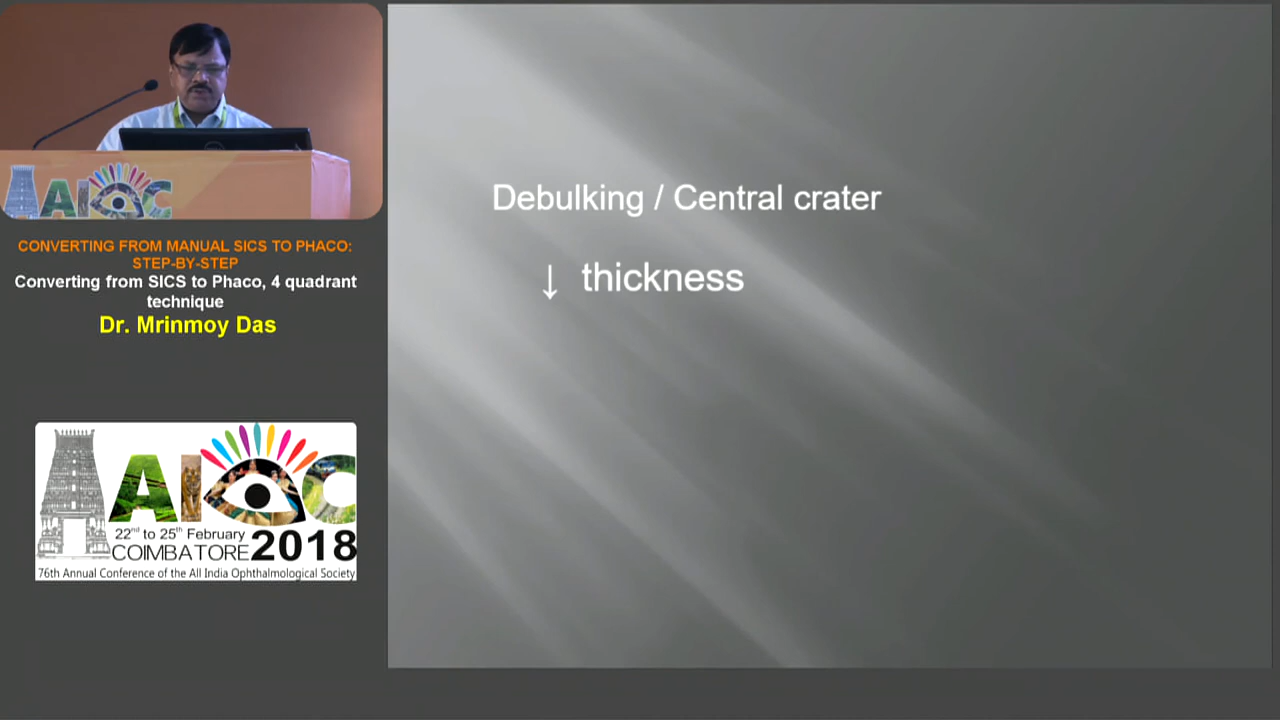 AIOC
CONVERTING FROM MANUAL SICS TO PHACO:
STEP-BY-STEP
Converting from SICS to Phaco, 4 quadrant
technique
Dr. Mrinmoy Das
AIOC
22nd to 25th February
COIMBATORE 2018
76th Annual Conference of the All India Ophthalmological Society
Debulking / Central crater
↓ thickness